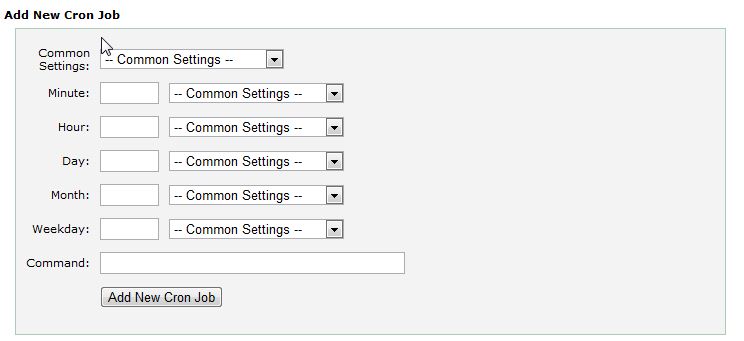 Add New Cron Job
Common
Settings:
-- Common Settings --
Minute:
-- Common Settings --
Hour:
-- Common Settings --
Day:
-- Common Settings --
Month:
-- Common Settings --
Weekday:
-- Common Settings --
Command:
Add New Cron Job